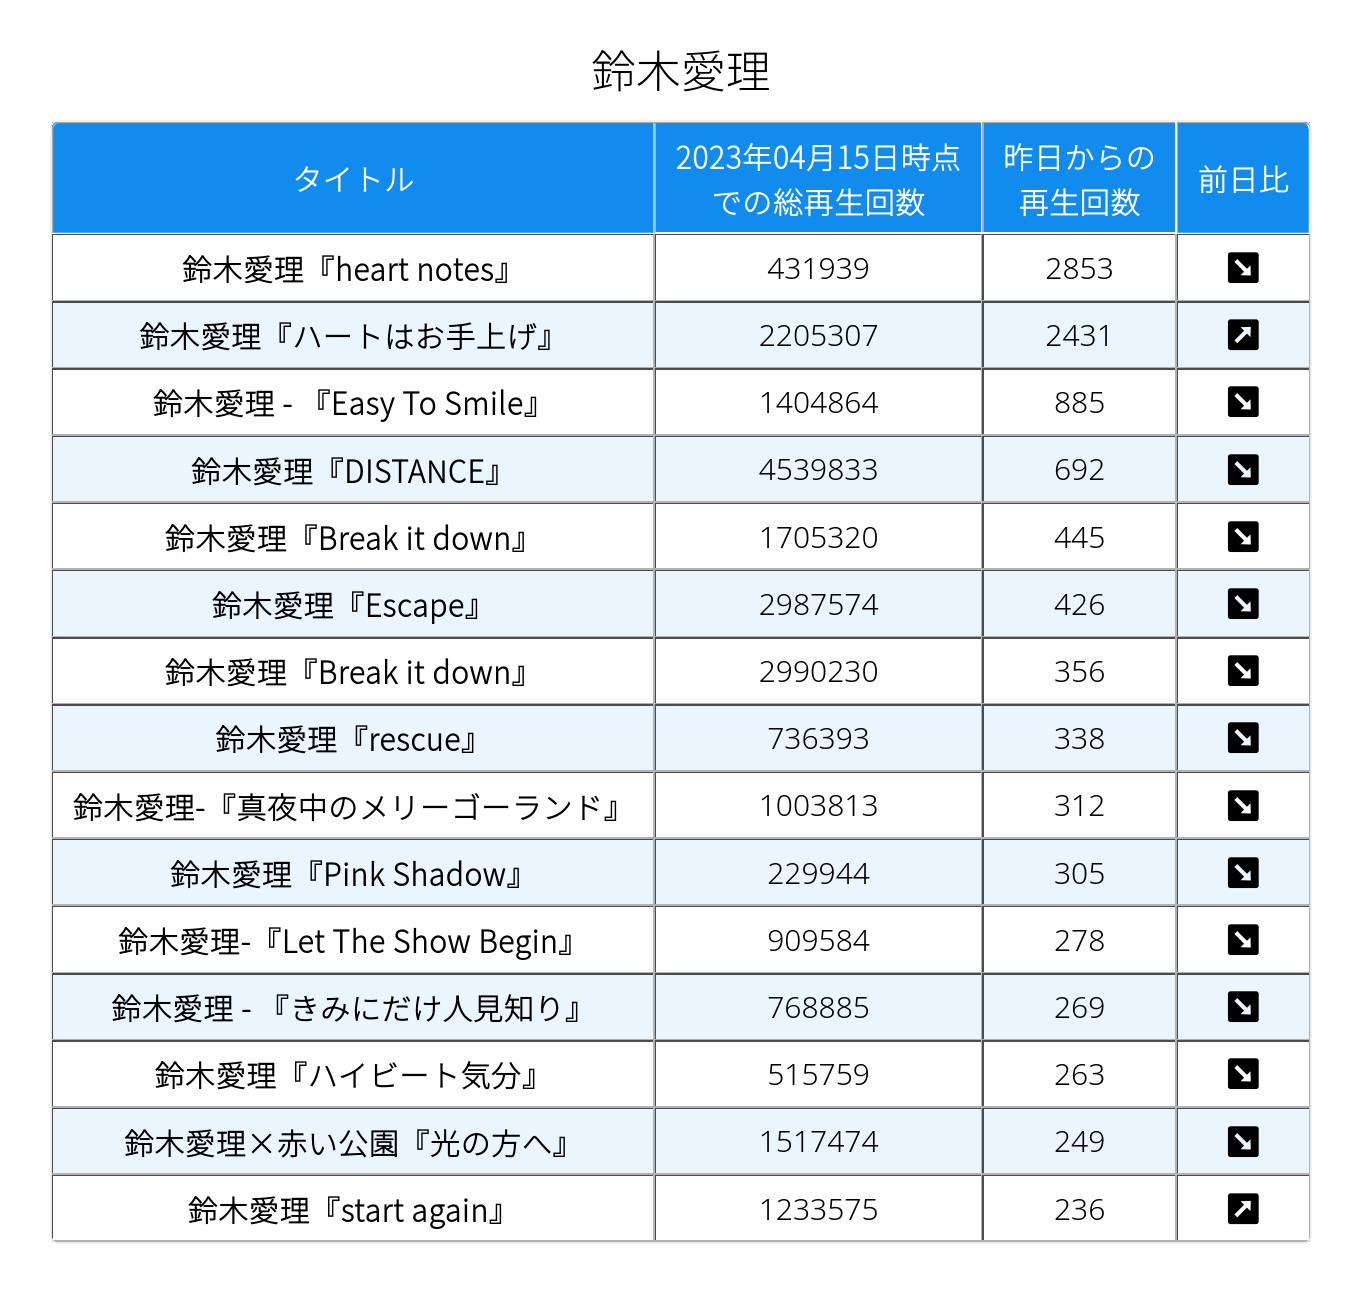 鈴木愛理
タイトル
2023年04月15日時点
での総再生回数
昨日からの
再生回数
前日比
鈴木愛理『heart notes』 431939 2853
鈴木愛理『ハートはお手上げ』 2205307 2431
鈴木愛理 - 『Easy To Smile』 1404864 885
鈴木愛理『DISTANCE』 4539833 692
鈴木愛理『Break it down』 1705320 445
鈴木愛理『Escape』 2987574 426
鈴木愛理『Break it down』 2990230 356
鈴木愛理『rescue』 736393 338
鈴木愛理-『真夜中のメリーゴーランド』 1003813 312
鈴木愛理『Pink Shadow』 229944 305
鈴木愛理-『Let The Show Begin』 909584 278
鈴木愛理 - 『きみにだけ人見知り』 768885 269
鈴木愛理『ハイビート気分』 515759 263
鈴木愛理×赤い公園『光の方へ』 1517474 249
鈴木愛理『start again』 1233575 236